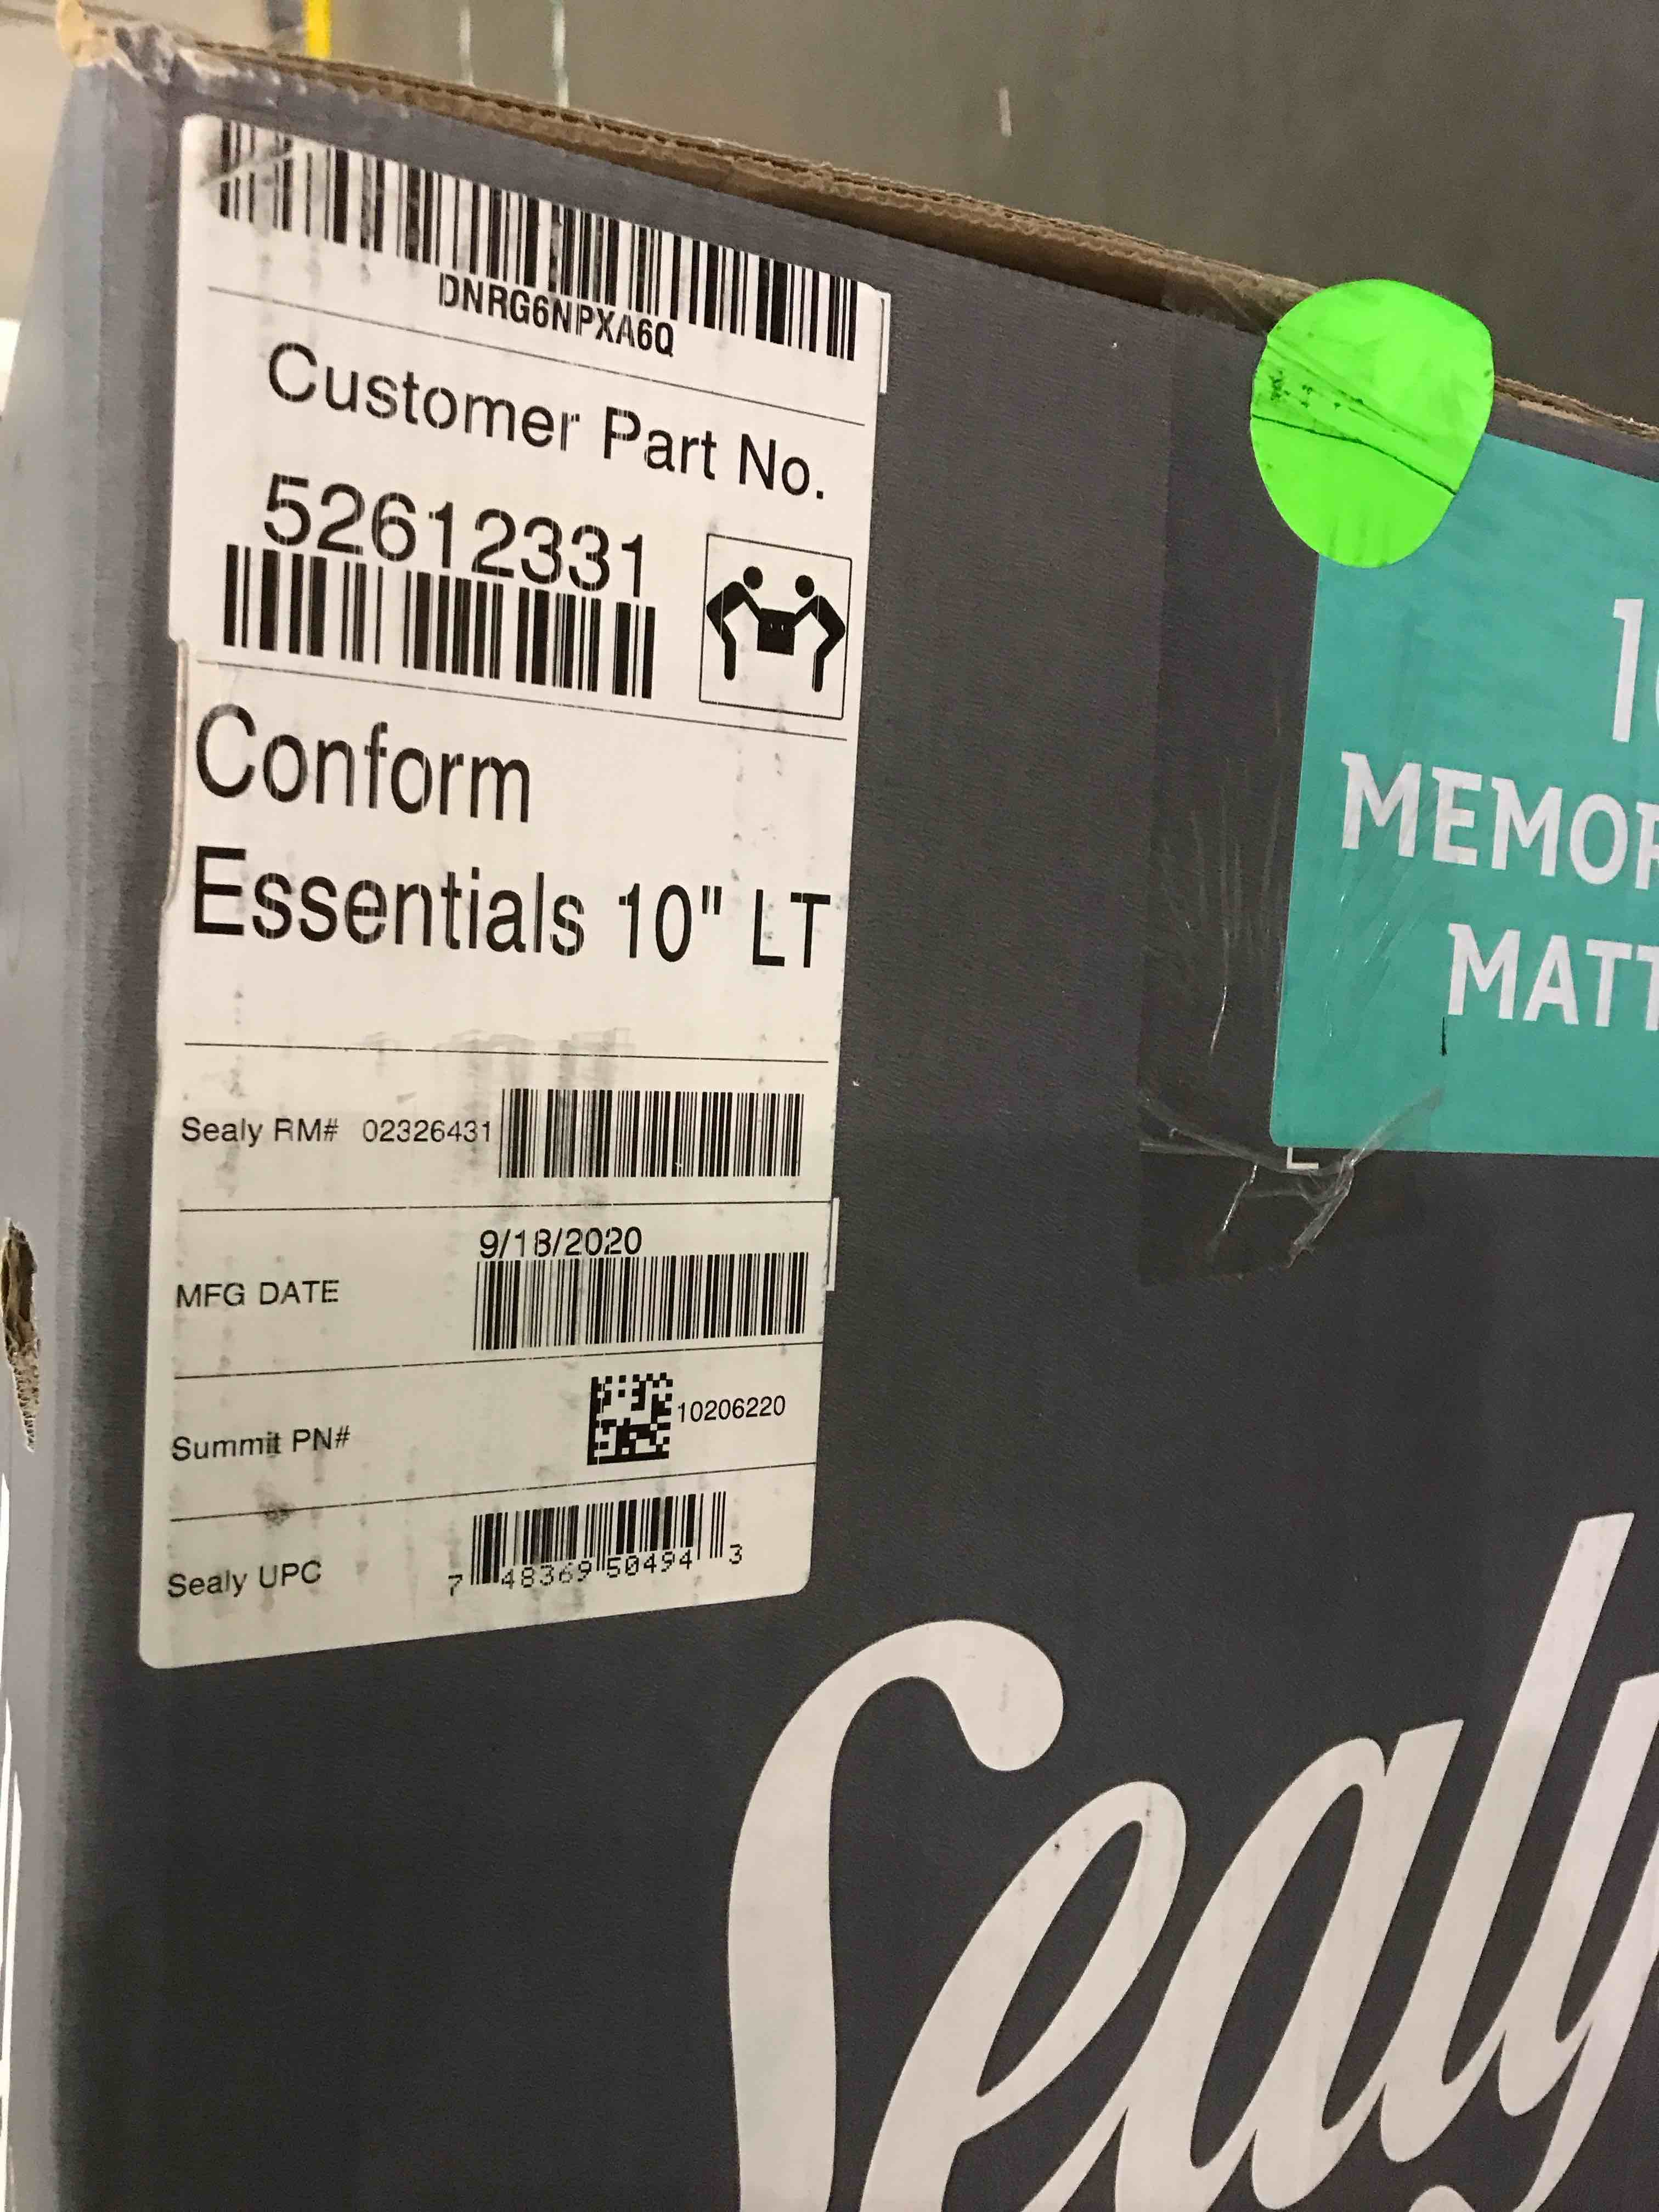 DNRG6NPXA6Q
Customer Part No.
52612331
Conform
Essentials 10" LT
Sealy RM# 02326431
9/18/2020
MFG DATE
Summit PN# 10206220
Sealy UPC 7 48369 50494 3
MEMOR
MATT
Sealy